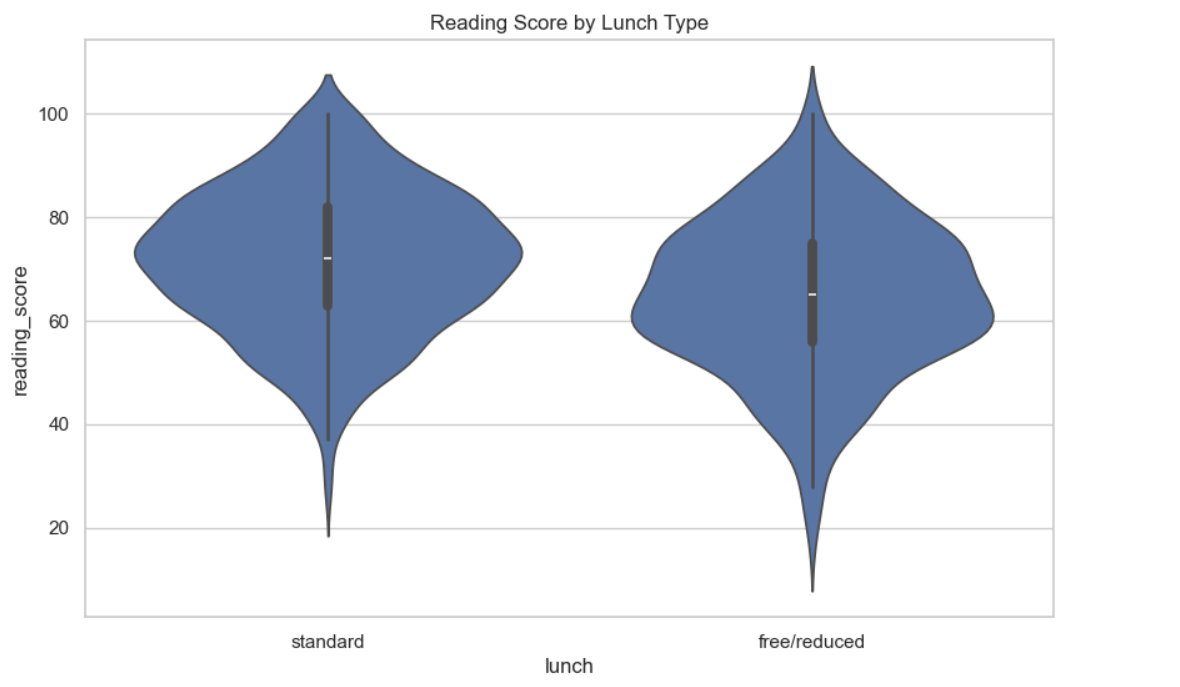 Reading Score by Lunch Type
reading_score
100
80
60
40
20
standard
free/reduced
lunch